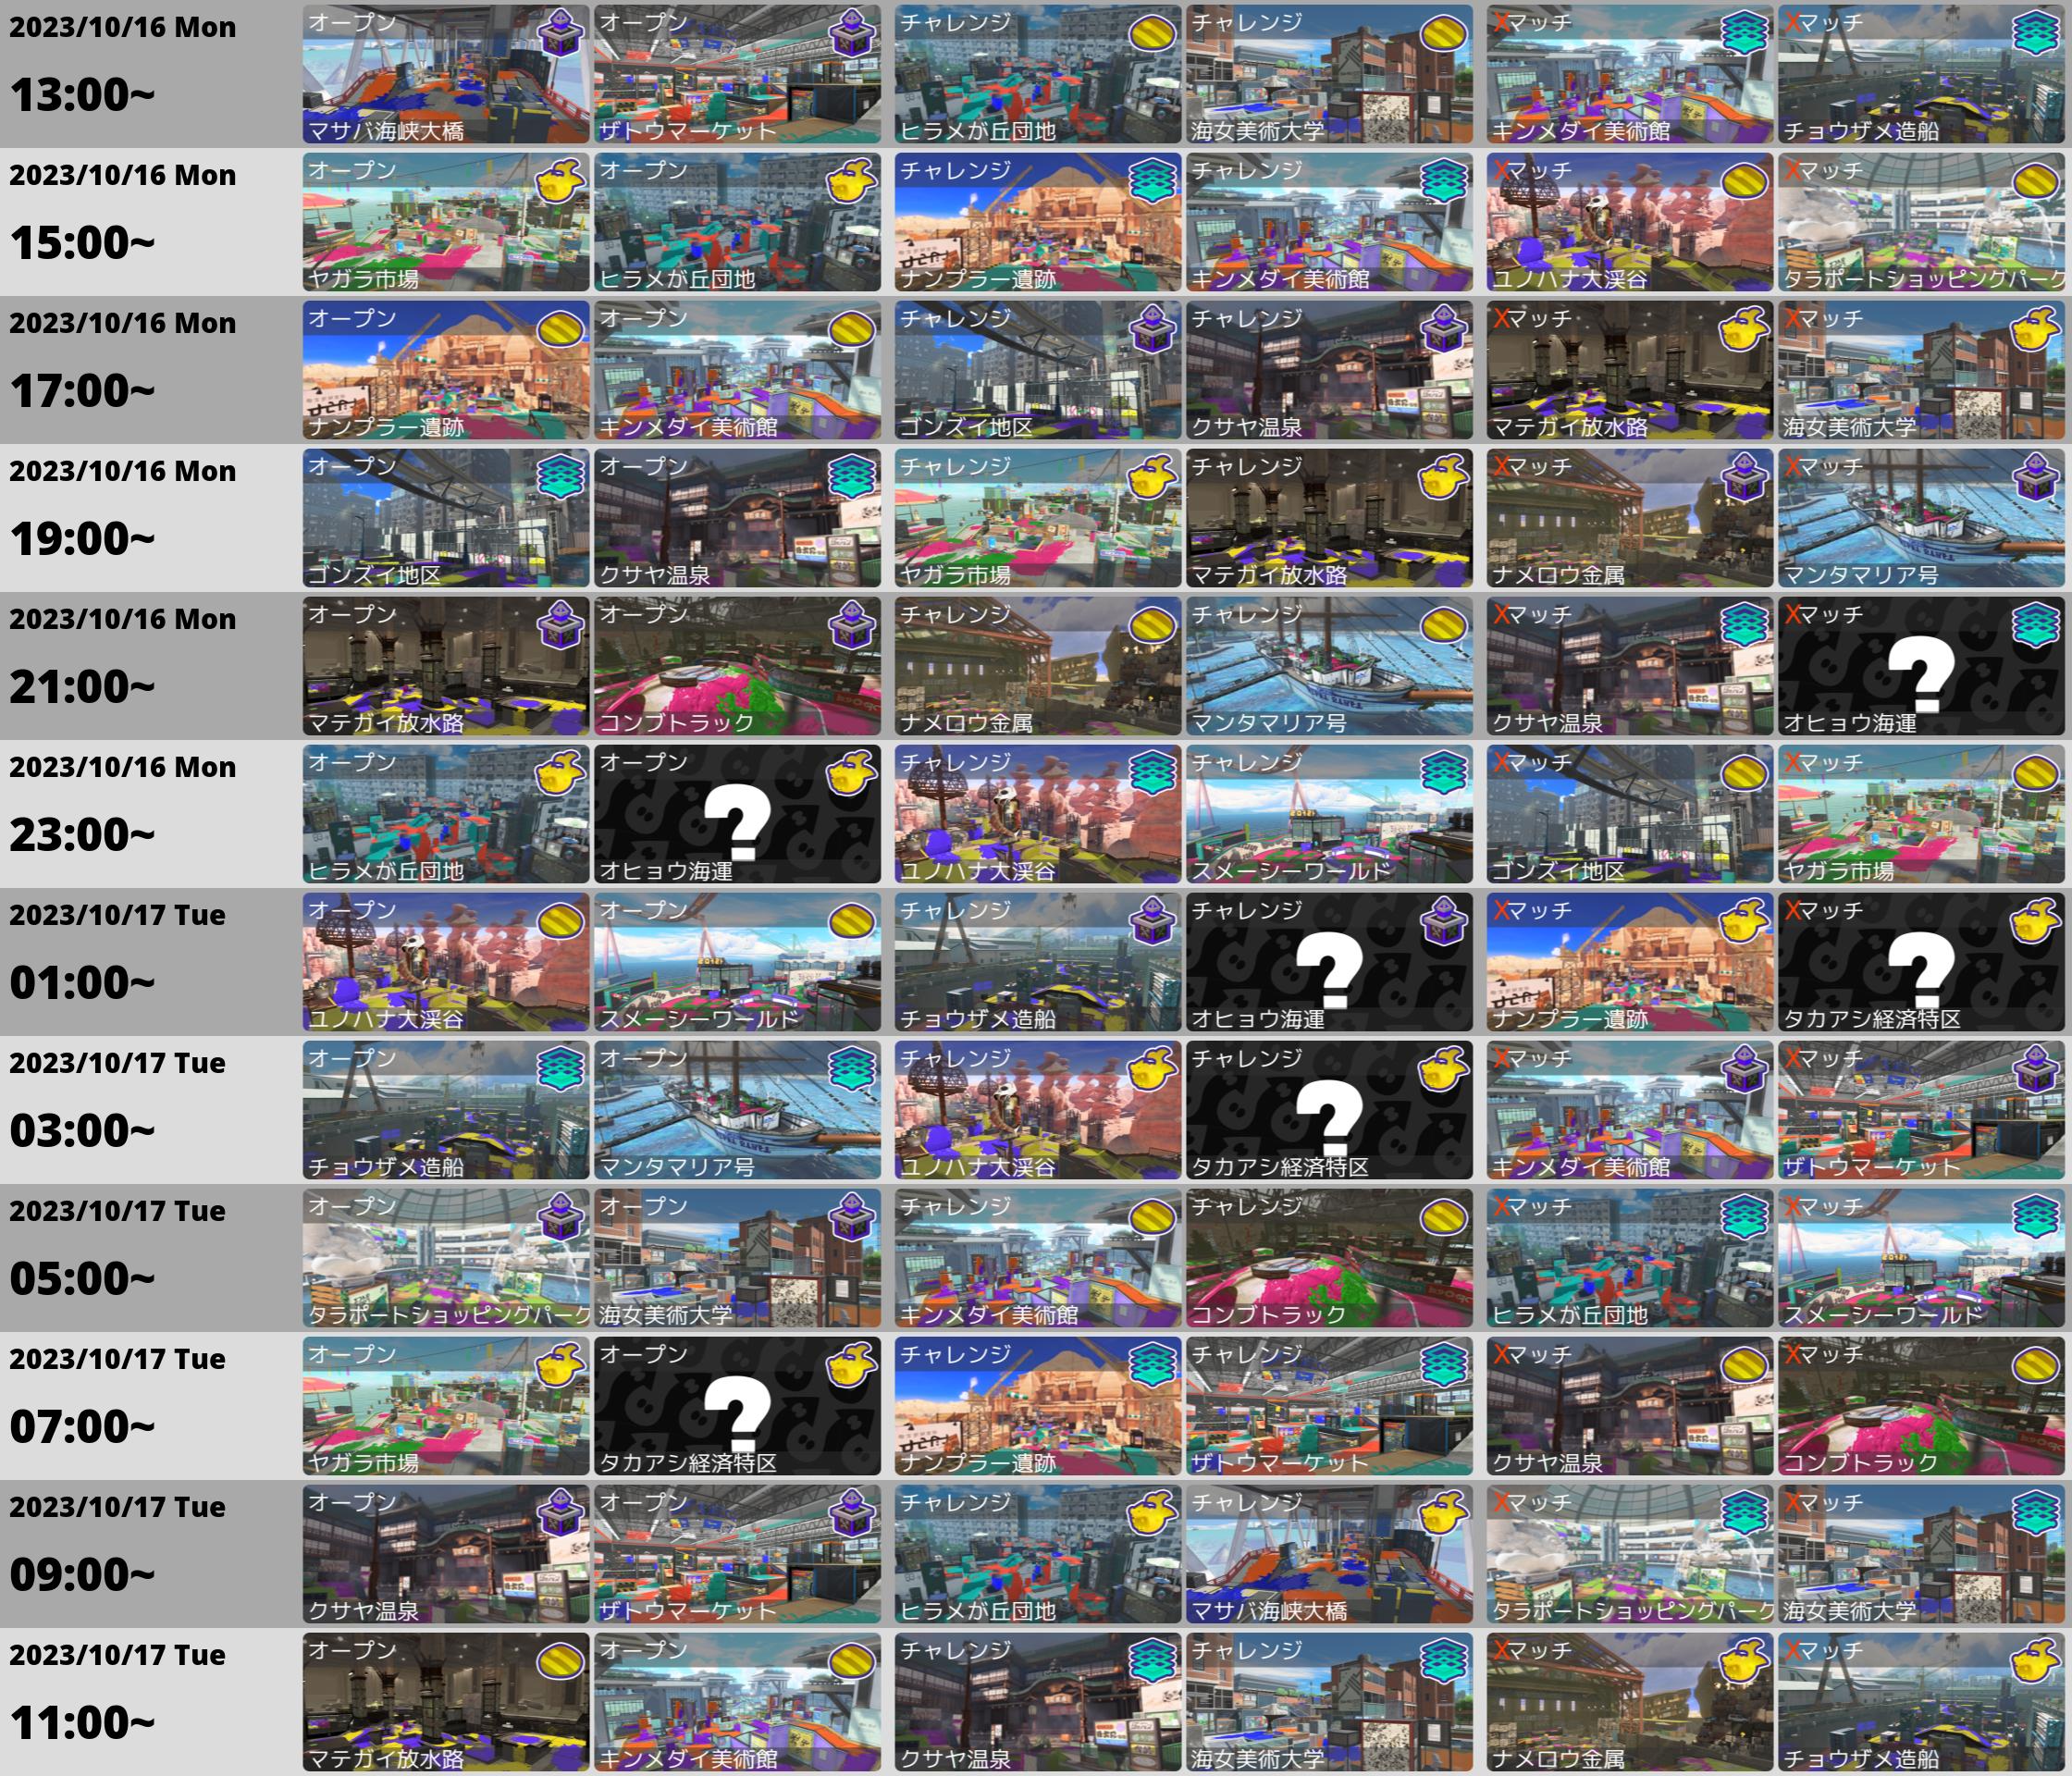 2023/10/16 Mon
13:00~
オープン オープン チャレンジ チャレンジ Xマッチ Xマッチ
マサバ海峡大橋 ザトウマーケット ヒラメが丘団地 海女美術大学 キンメダイ美術館 チョウザメ造船
2023/10/16 Mon
15:00~
オープン オープン チャレンジ チャレンジ Xマッチ Xマッチ
ヤガラ市場 ヒラメが丘団地 ナンプラー遺跡 キンメダイ美術館 ユノハナ大渓谷 タラポートショッピングパーク
2023/10/16 Mon
17:00~
オープン オープン チャレンジ チャレンジ Xマッチ Xマッチ
ナンプラー遺跡 キンメダイ美術館 ゴンズイ地区 クサヤ温泉 マテガイ放水路 海女美術大学
2023/10/16 Mon
19:00~
オープン オープン チャレンジ チャレンジ Xマッチ Xマッチ
ゴンズイ地区 クサヤ温泉 ヤガラ市場 マテガイ放水路 ナメロウ金属 マンタマリア号
2023/10/16 Mon
21:00~
オープン オープン チャレンジ チャレンジ Xマッチ Xマッチ
マテガイ放水路 コンブトラック ナメロウ金属 マンタマリア号 クサヤ温泉 オヒョウ海運
2023/10/16 Mon
23:00~
オープン オープン チャレンジ チャレンジ Xマッチ Xマッチ
ヒラメが丘団地 オヒョウ海運 ユノハナ大渓谷 スメーシーワールド ゴンズイ地区 ヤガラ市場
2023/10/17 Tue
01:00~
オープン オープン チャレンジ チャレンジ Xマッチ Xマッチ
ユノハナ大渓谷 スメーシーワールド チョウザメ造船 オヒョウ海運 ナンプラー遺跡 タカアシ経済特区
2023/10/17 Tue
03:00~
オープン オープン チャレンジ チャレンジ Xマッチ Xマッチ
チョウザメ造船 マンタマリア号 ユノハナ大渓谷 タカアシ経済特区 キンメダイ美術館 ザトウマーケット
2023/10/17 Tue
05:00~
オープン オープン チャレンジ チャレンジ Xマッチ Xマッチ
タラポートショッピングパーク 海女美術大学 キンメダイ美術館 コンブトラック ヒラメが丘団地 スメーシーワールド
2023/10/17 Tue
07:00~
オープン オープン チャレンジ チャレンジ Xマッチ Xマッチ
ヤガラ市場 タカアシ経済特区 ナンプラー遺跡 ザトウマーケット クサヤ温泉 コンブトラック
2023/10/17 Tue
09:00~
オープン オープン チャレンジ チャレンジ Xマッチ Xマッチ
クサヤ温泉 ザトウマーケット ヒラメが丘団地 マサバ海峡大橋 タラポートショッピングパーク 海女美術大学
2023/10/17 Tue
11:00~
オープン オープン チャレンジ チャレンジ Xマッチ Xマッチ
マテガイ放水路 キンメダイ美術館 クサヤ温泉 海女美術大学 ナメロウ金属 チョウザメ造船